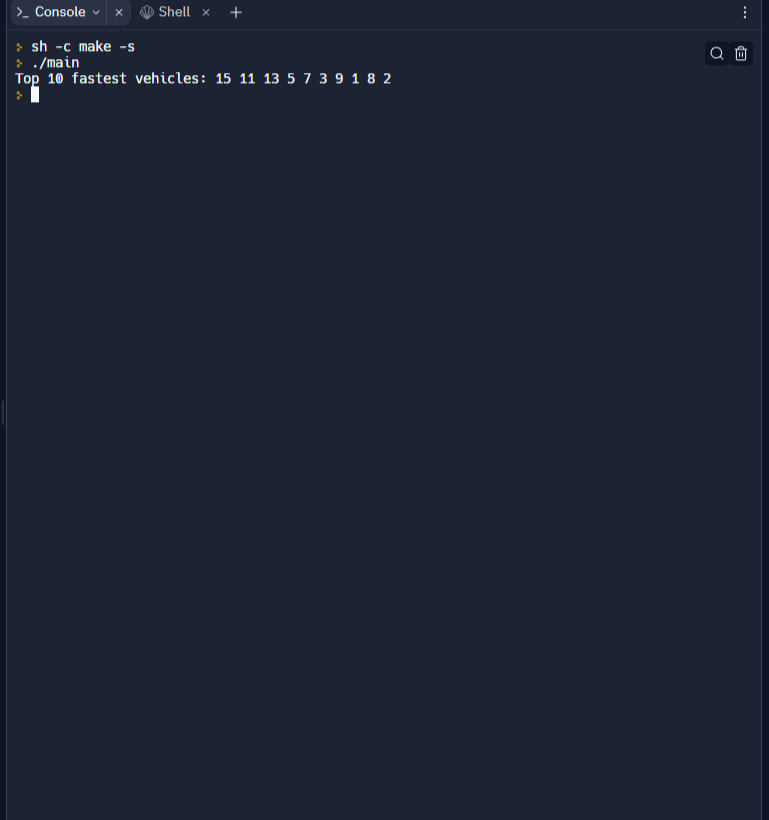 >_ Console
Shell
sh -c make -s
./main
Top 10 fastest vehicles: 15 11 13 5 7 3 9 1 8 2